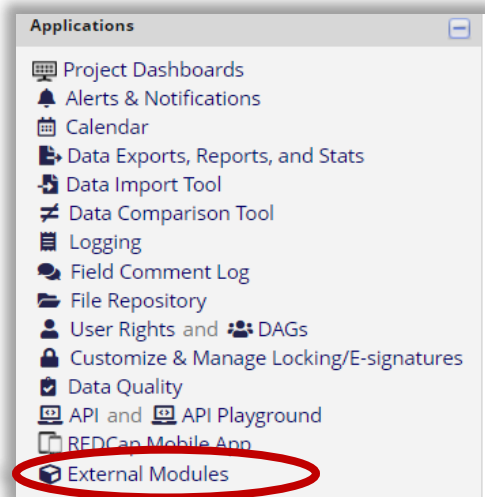 Applications
Project Dashboards
Alerts & Notifications
Calendar
Data Exports, Reports, and Stats
Data Import Tool
Data Comparison Tool
Logging
Field Comment Log
File Repository
User Rights and DAGs
Customize & Manage Locking/E-signatures
Data Quality
API and API Playground
REDCap Mobile App
External Modules